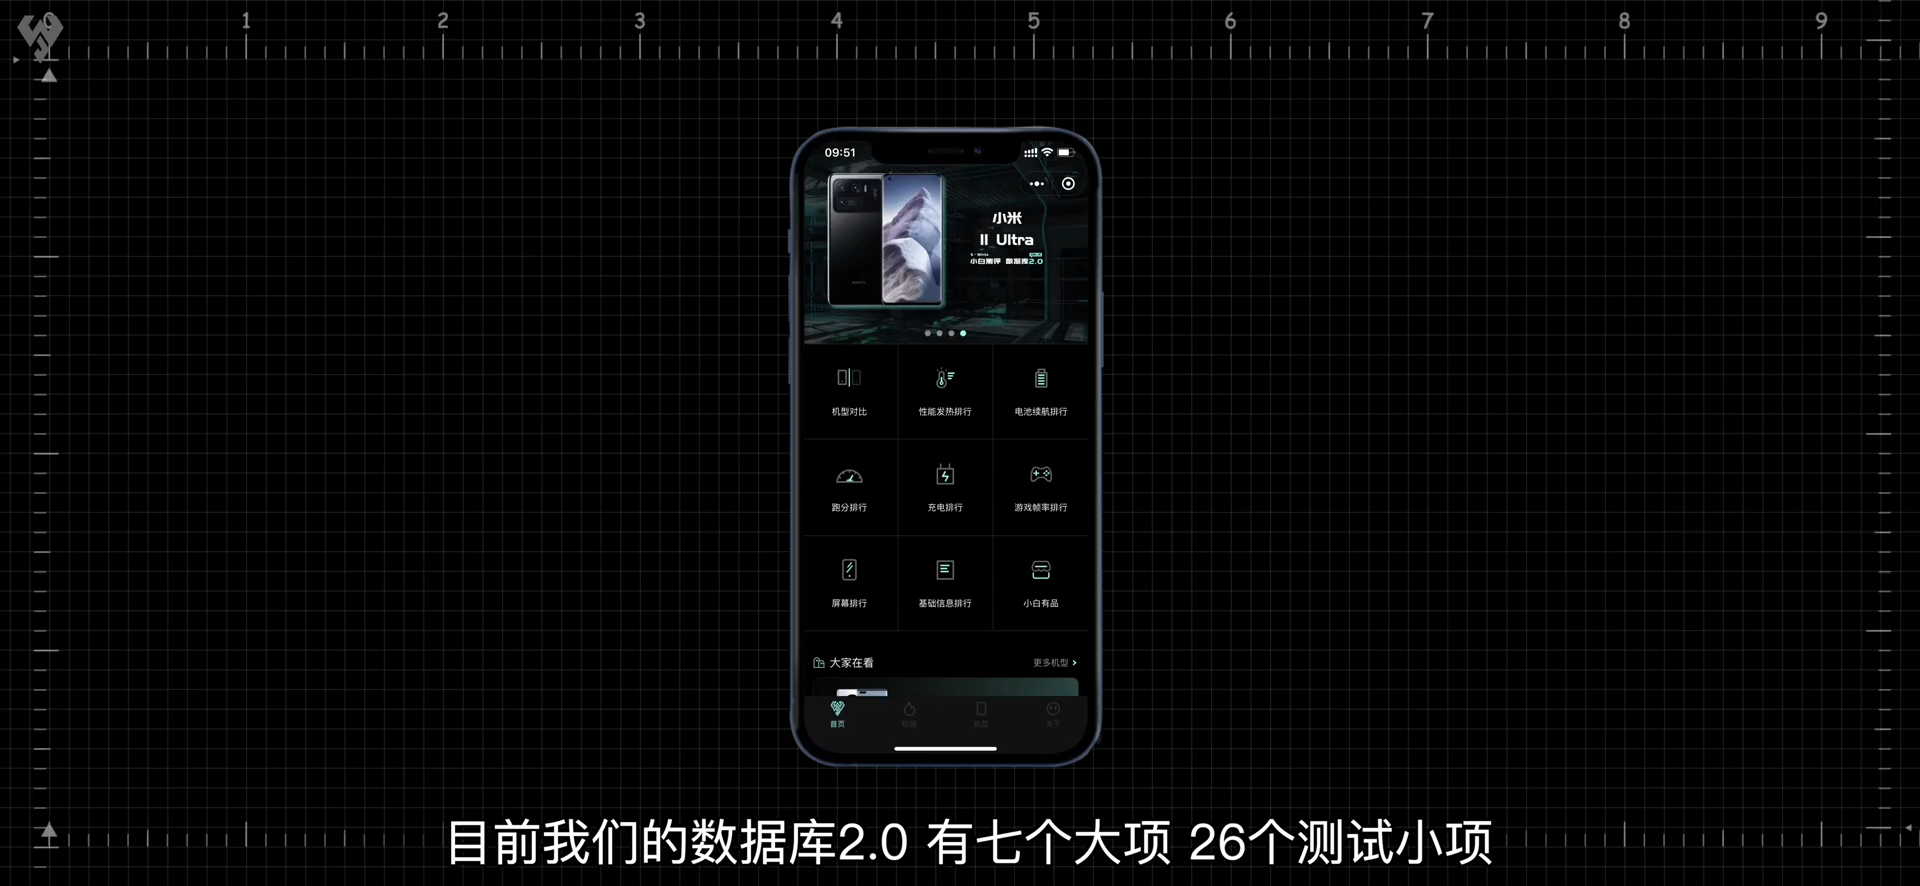 0 1 2 3 4 5 6 7 8 9
09:51
小米
11 Ultra
小白测评 数据库2.0
机型对比 性能发热排行 电池续航排行
跑分排行 充电排行 游戏帧率排行
屏幕排行 基础信息排行 小白有品
大家在看 更多机型
首页 机型 关于
目前我们的数据库2.0 有七个大项 26个测试小项